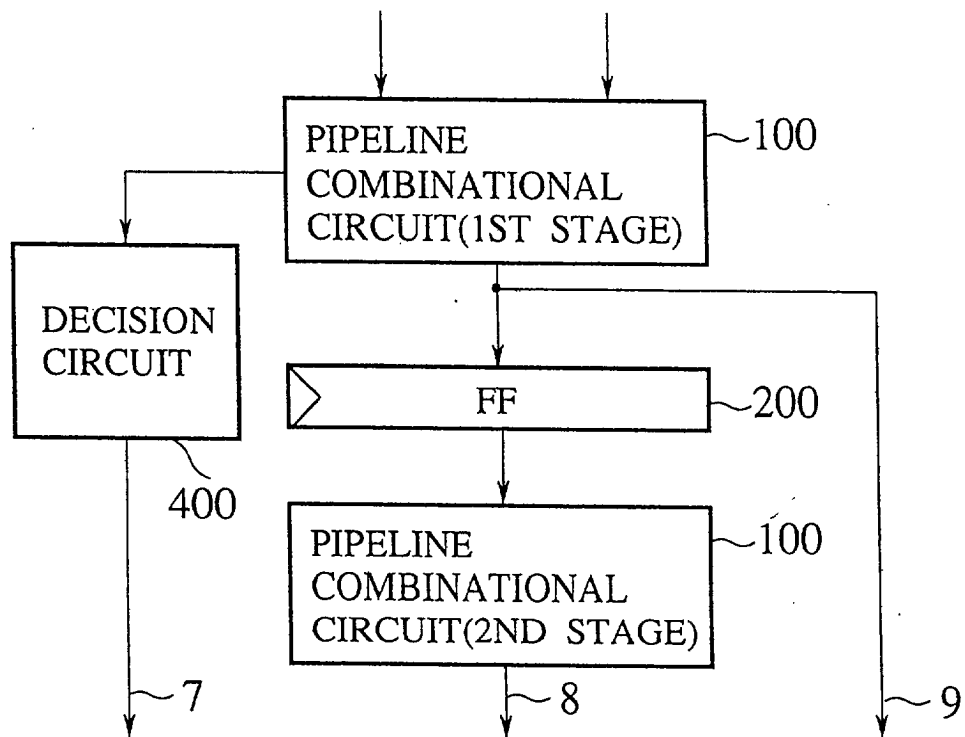 PIPELINE
COMBINATIONAL
CIRCUIT(1ST STAGE)
100
DECISION
CIRCUIT
400
FF
200
PIPELINE
COMBINATIONAL
CIRCUIT(2ND STAGE)
100
7
8
9